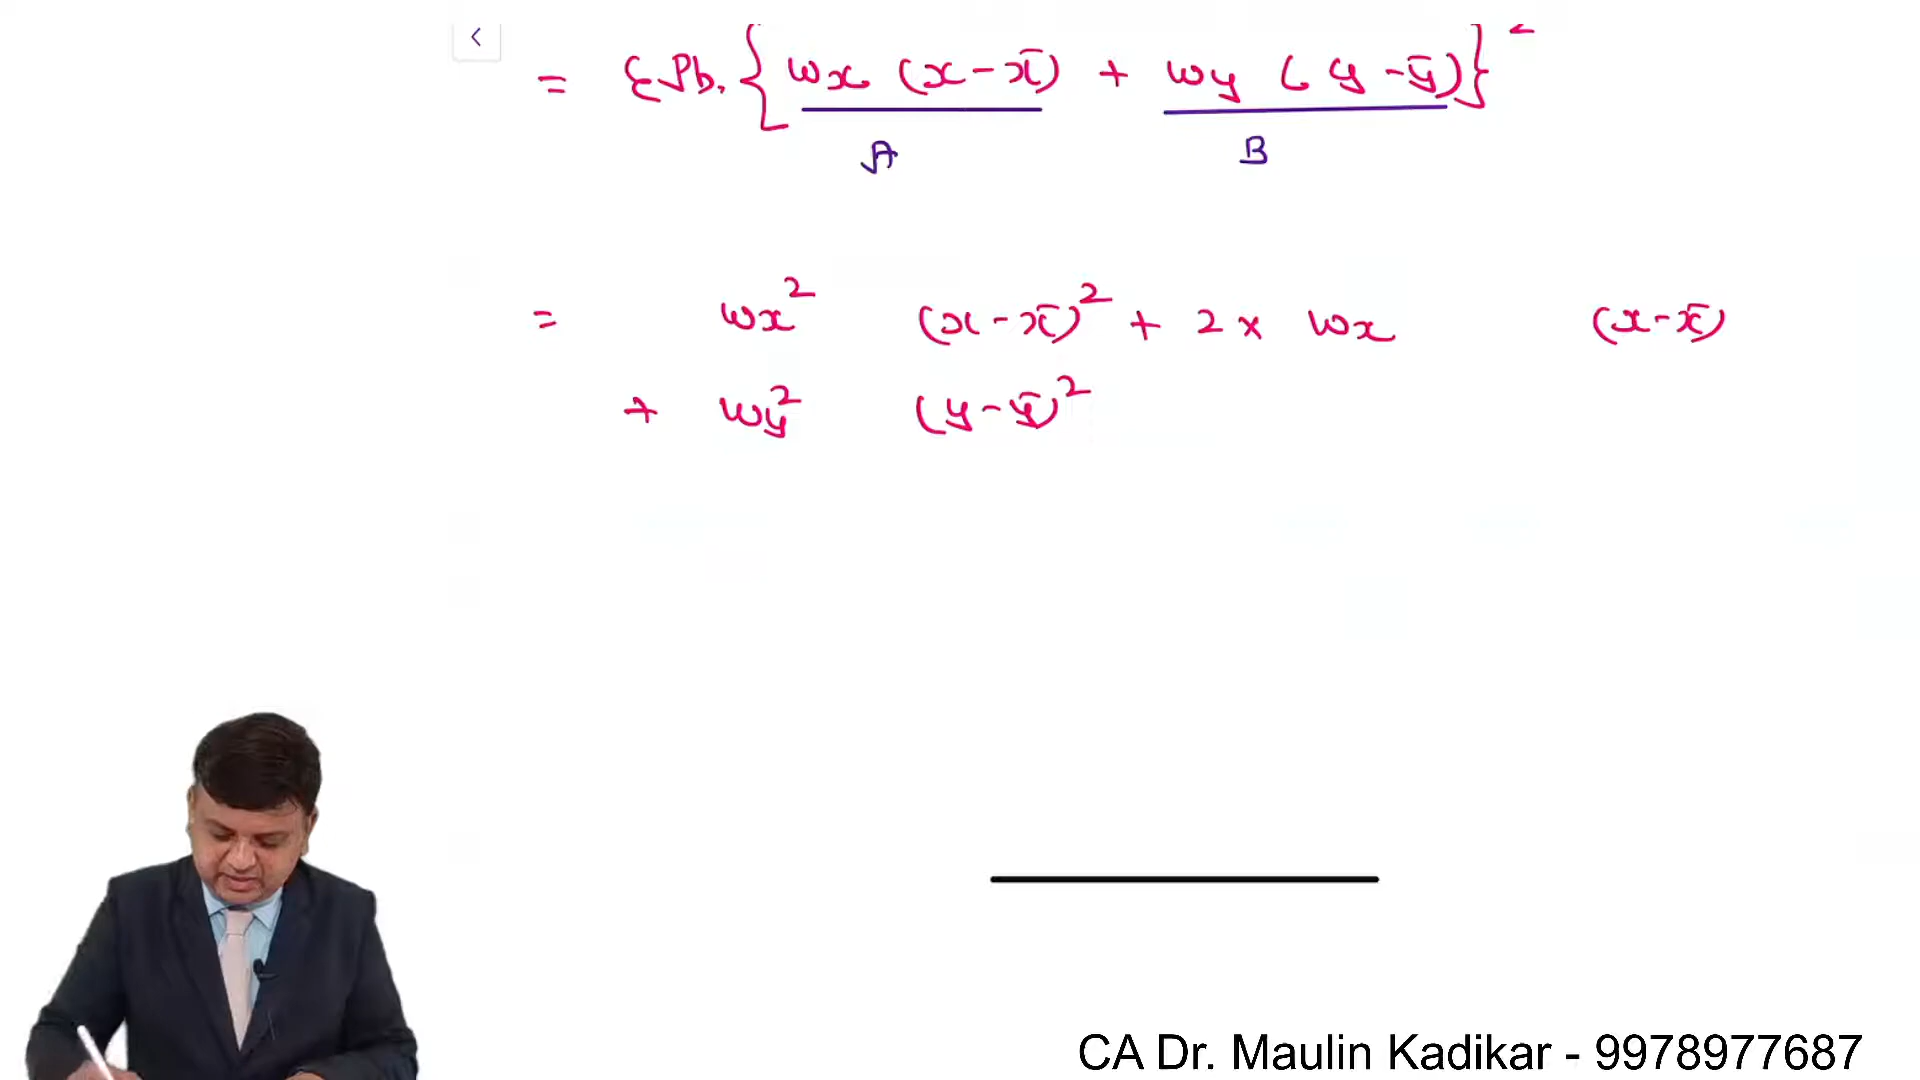 = ΣPb. {wx (x-x̄) + wy (y-ȳ)}²
A B
= wx² (x-x̄)² + 2 × wx (x-x̄)
+ wy² (y-ȳ)²
CA Dr. Maulin Kadikar - 9978977687